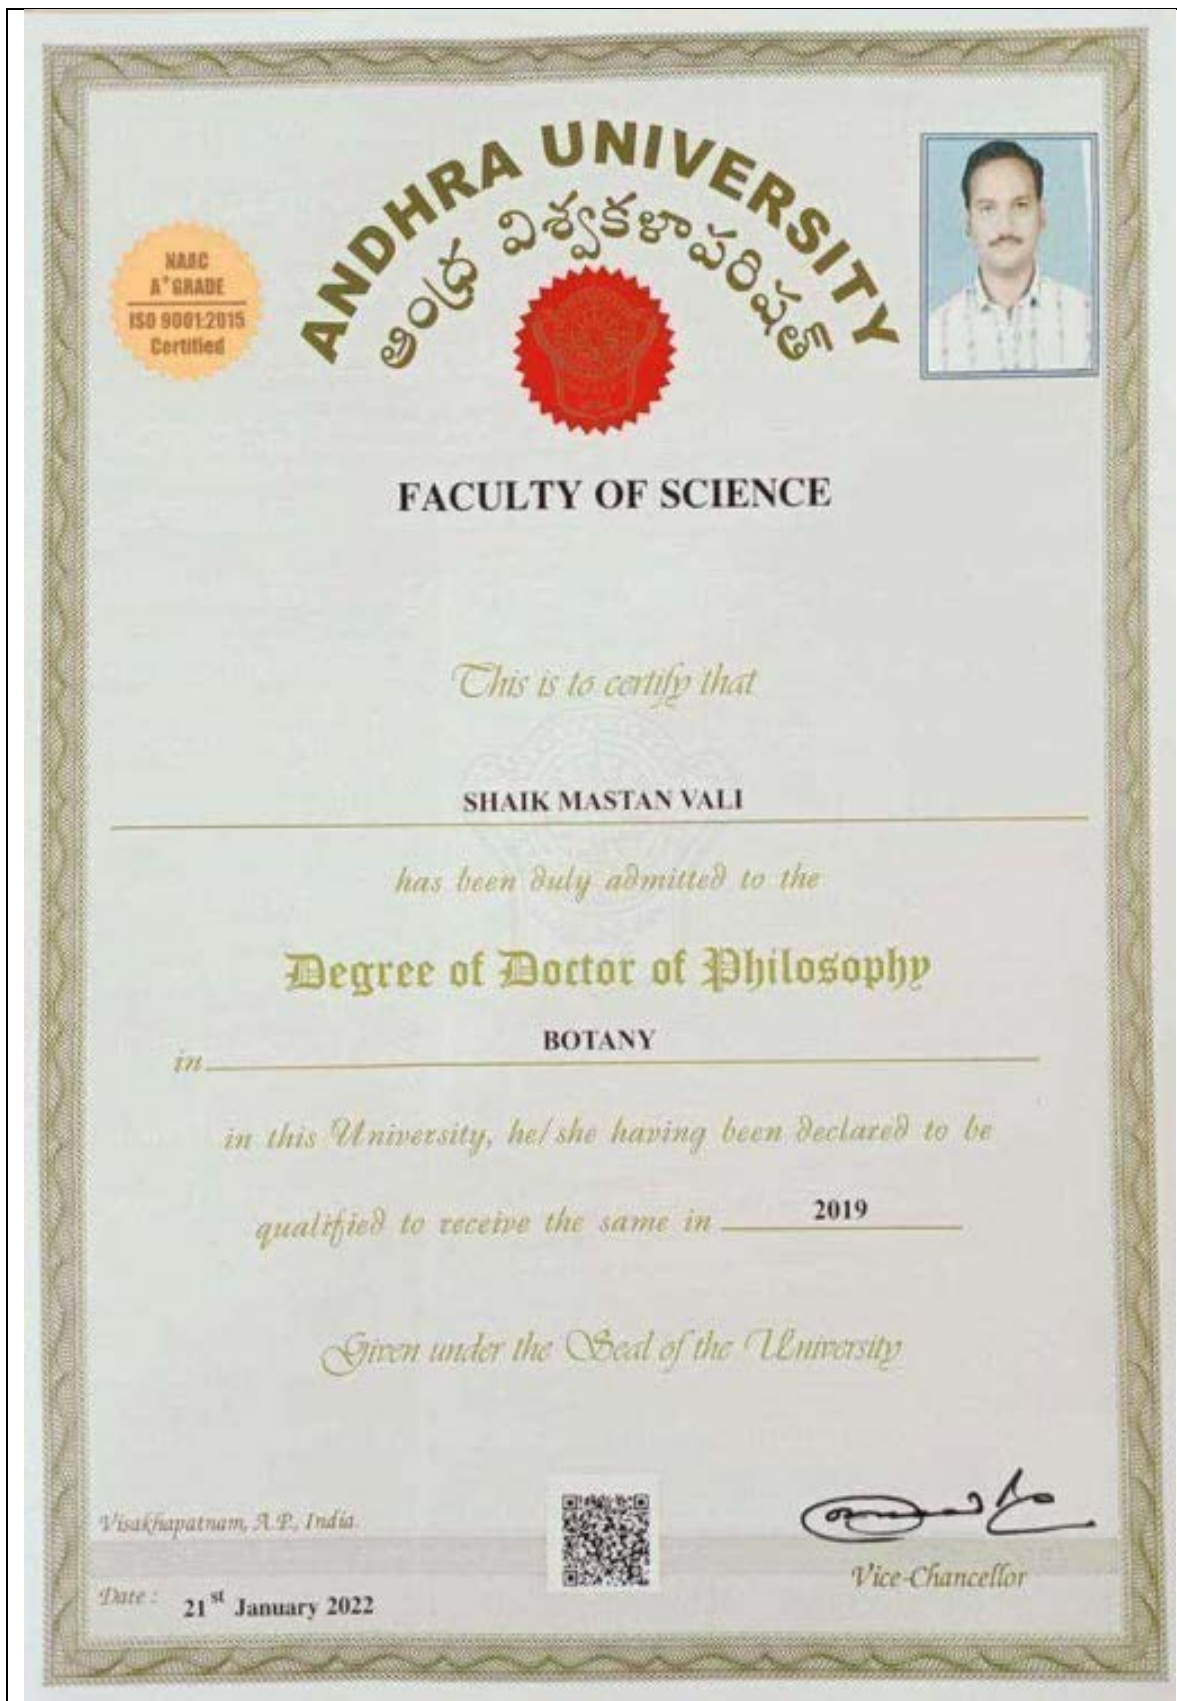 ANDHRA UNIVERSITY
ఆంధ్ర విశ్వకళాపరిషత్
NAAC
A+ GRADE
ISO 9001:2015
Certified
FACULTY OF SCIENCE
This is to certify that
SHAIK MASTAN VALI
has been duly admitted to the
Degree of Doctor of Philosophy
in BOTANY
in this University, he/she having been declared to be
qualified to receive the same in 2019
Given under the Seal of the University
Visakhapatnam, A.P., India.
Vice-Chancellor
Date : 21st January 2022